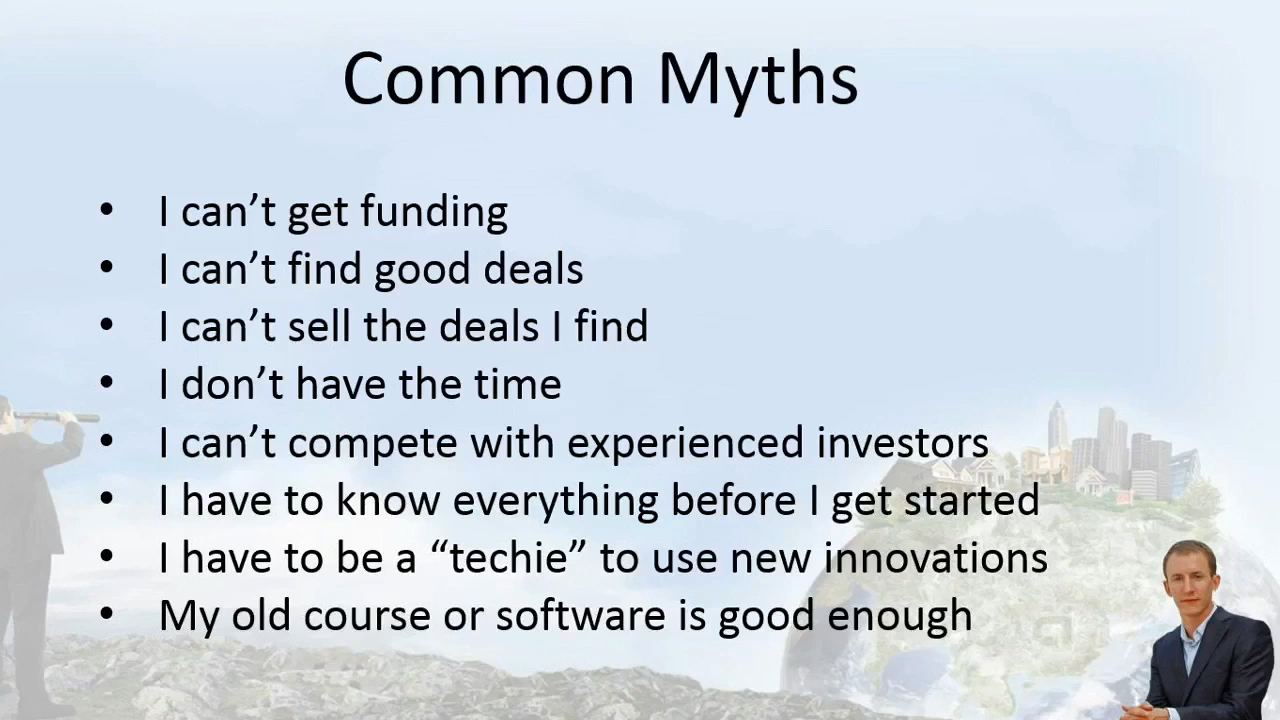 Common Myths
• I can’t get funding
• I can’t find good deals
• I can’t sell the deals I find
• I don’t have the time
• I can’t compete with experienced investors
• I have to know everything before I get started
• I have to be a “techie” to use new innovations
• My old course or software is good enough